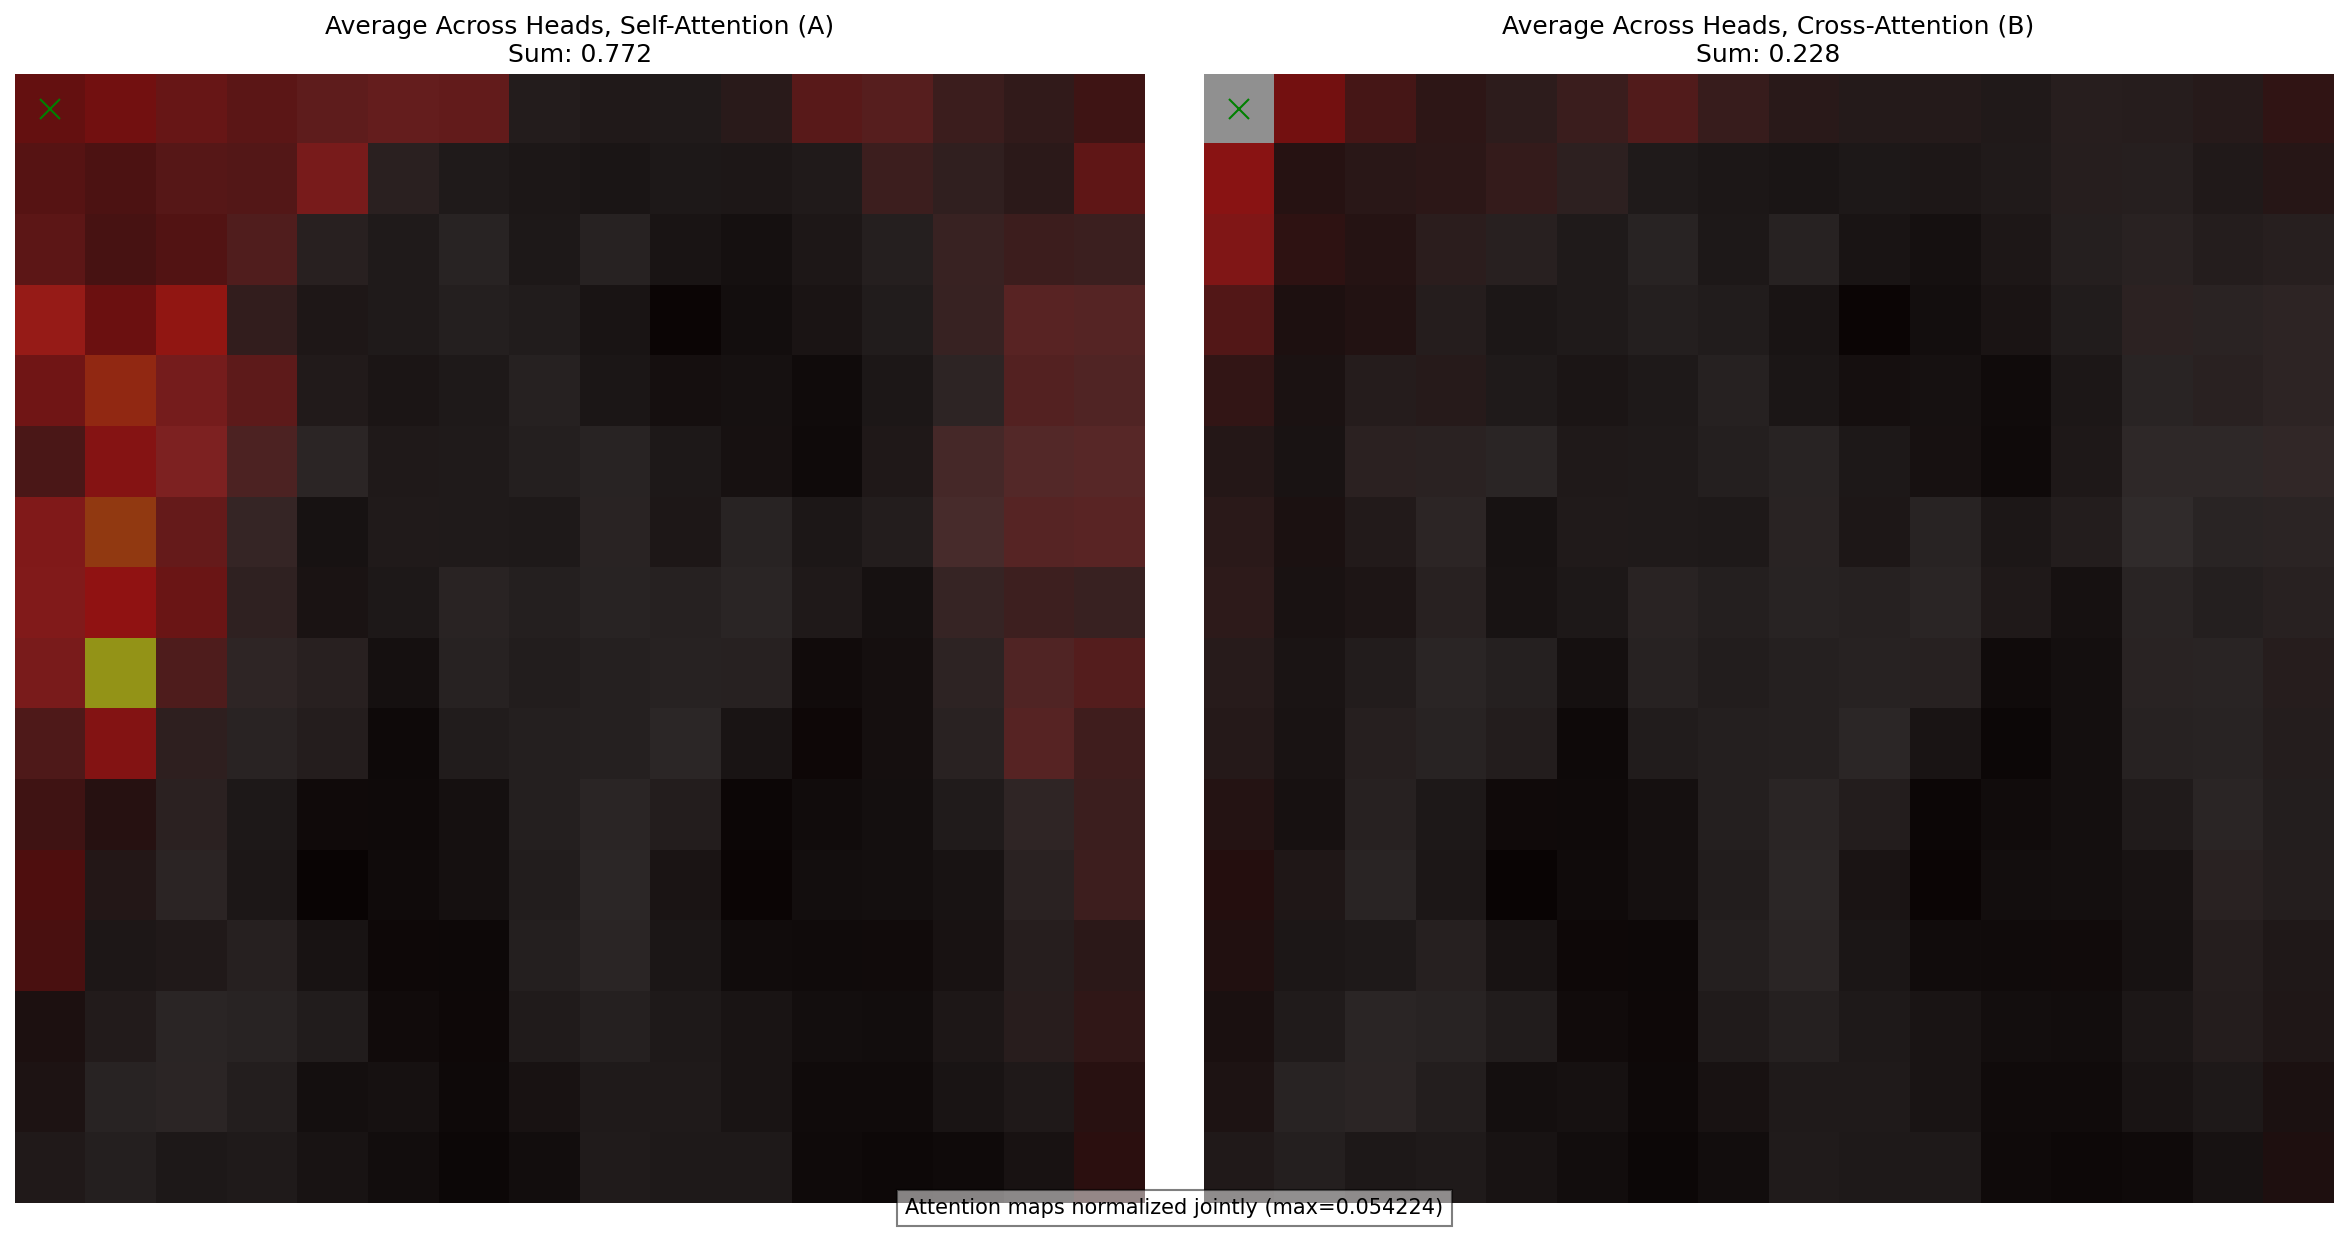 Average Across Heads, Self-Attention (A)
Sum: 0.772
Average Across Heads, Cross-Attention (B)
Sum: 0.228
Attention maps normalized jointly (max=0.054224)